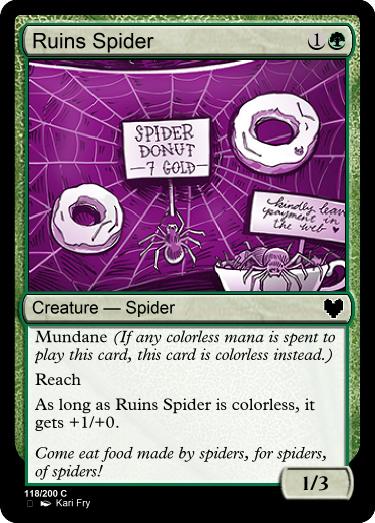 Ruins Spider 1
SPIDER
DONUT
—7 GOLD—
kindly leave
payment in
the web ♥
Creature — Spider
Mundane (If any colorless mana is spent to
play this card, this card is colorless instead.)
Reach
As long as Ruins Spider is colorless, it
gets +1/+0.
Come eat food made by spiders, for spiders,
of spiders!
1/3
118/200 C
Kari Fry